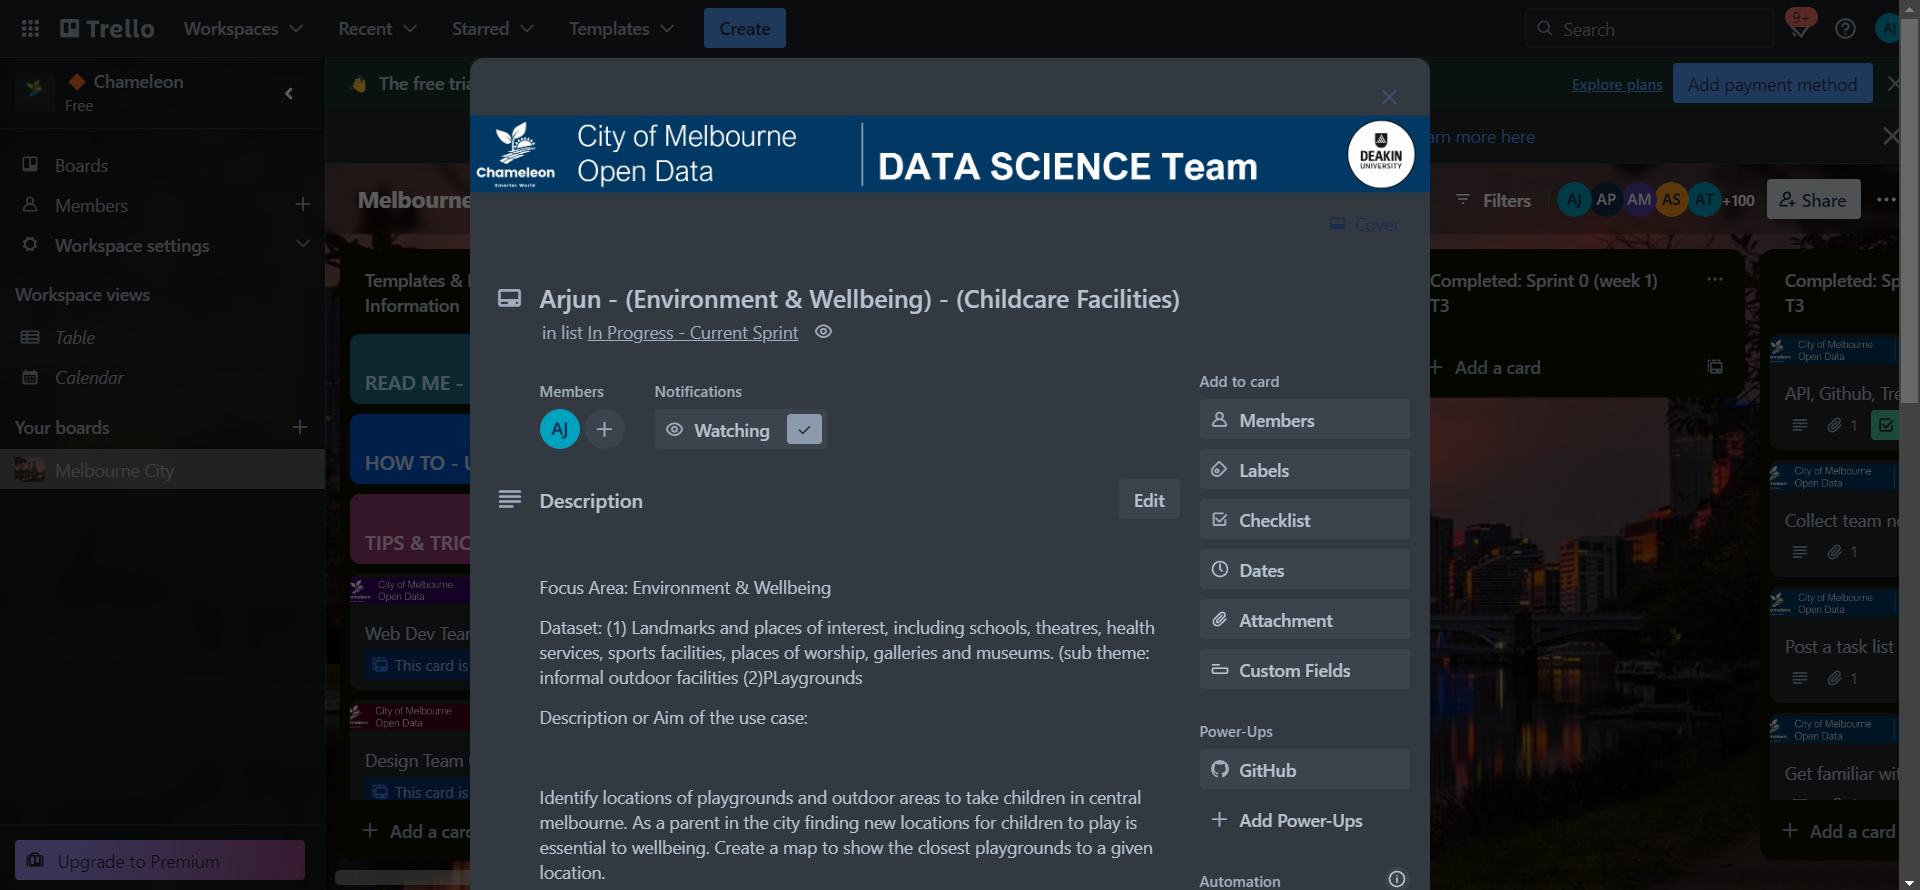 Trello
Workspaces
Recent
Starred
Templates
Create
Search
9+
AJ
Chameleon
Free
The free tria
Explore plans
Add payment method
arn more here
Boards
Members
Workspace settings
Workspace views
Table
Calendar
Your boards
Melbourne City
Upgrade to Premium
Melbourne
Filters
AJ AP AM AS AT +100
Share
Templates &
Information
READ ME -
HOW TO - U
TIPS & TRIC
City of Melbourne
Open Data
Web Dev Tear
This card is
City of Melbourne
Open Data
Design Team
This card is
Add a card
Chameleon
Smarter World
City of Melbourne
Open Data
DATA SCIENCE Team
DEAKIN
UNIVERSITY
Cover
Arjun - (Environment & Wellbeing) - (Childcare Facilities)
in list In Progress - Current Sprint
Members
AJ
Notifications
Watching
Description
Edit
Focus Area: Environment & Wellbeing
Dataset: (1) Landmarks and places of interest, including schools, theatres, health
services, sports facilities, places of worship, galleries and museums. (sub theme:
informal outdoor facilities (2)PLaygrounds
Description or Aim of the use case:
Identify locations of playgrounds and outdoor areas to take children in central
melbourne. As a parent in the city finding new locations for children to play is
essential to wellbeing. Create a map to show the closest playgrounds to a given
location.
Add to card
Members
Labels
Checklist
Dates
Attachment
Custom Fields
Power-Ups
GitHub
Add Power-Ups
Automation
Completed: Sprint 0 (week 1)
T3
Add a card
Completed: Sp
T3
City of Melbourne
Open Data
API, Github, Tre
1
City of Melbourne
Open Data
Collect team ne
1
City of Melbourne
Open Data
Post a task list
1
City of Melbourne
Open Data
Get familiar wit
Add a card